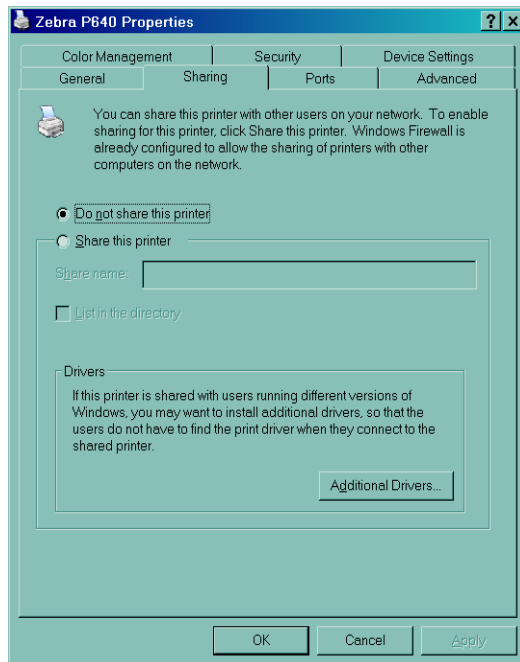 Zebra P640 Properties
Color Management Security Device Settings
General Sharing Ports Advanced
You can share this printer with other users on your network. To enable
sharing for this printer, click Share this printer. Windows Firewall is
already configured to allow the sharing of printers with other
computers on the network.
Do not share this printer
Share this printer
Share name:
List in the directory
Drivers
If this printer is shared with users running different versions of
Windows, you may want to install additional drivers, so that the
users do not have to find the print driver when they connect to the
shared printer.
Additional Drivers...
OK Cancel Apply